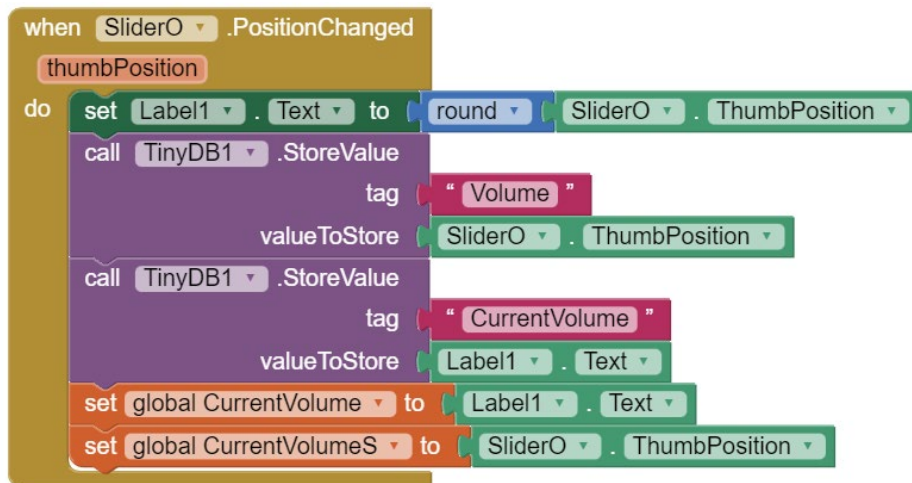 when SliderO .PositionChanged
thumbPosition
do set Label1 . Text to round SliderO . ThumbPosition
call TinyDB1 .StoreValue
tag “ Volume ”
valueToStore SliderO . ThumbPosition
call TinyDB1 .StoreValue
tag “ CurrentVolume ”
valueToStore Label1 . Text
set global CurrentVolume to Label1 . Text
set global CurrentVolumeS to SliderO . ThumbPosition